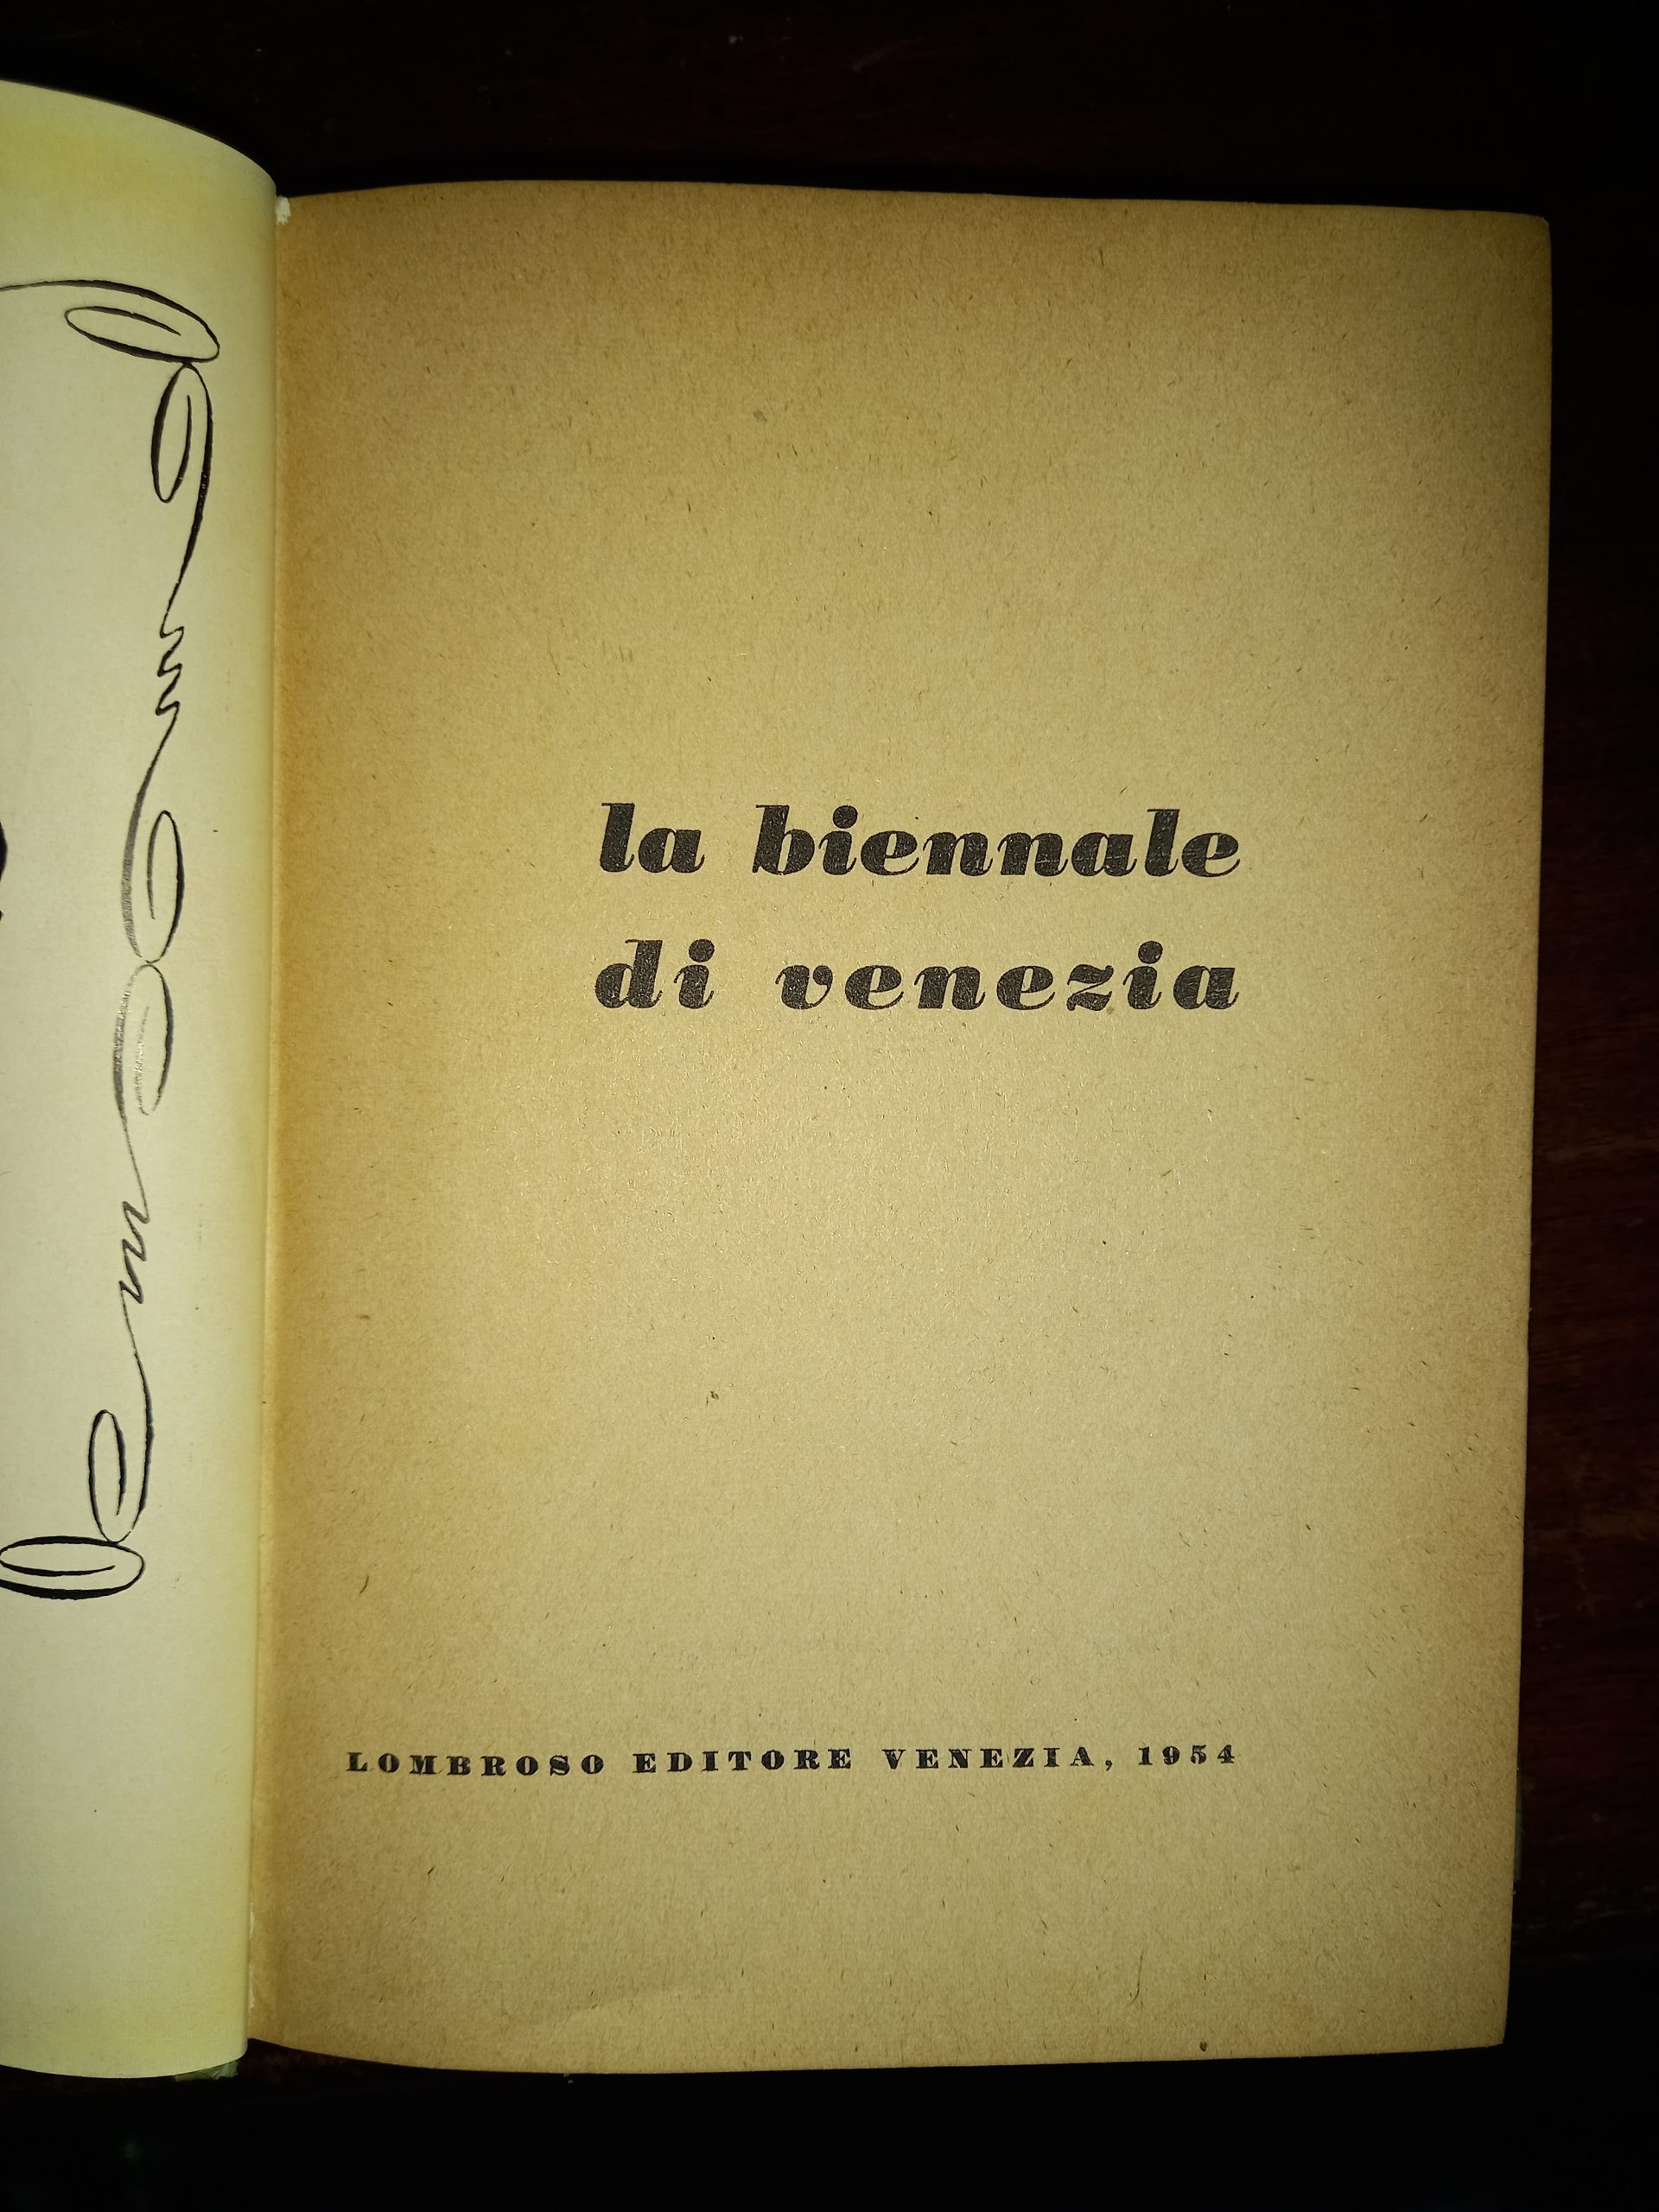 la biennale
di venezia
LOMBROSO EDITORE VENEZIA, 1954